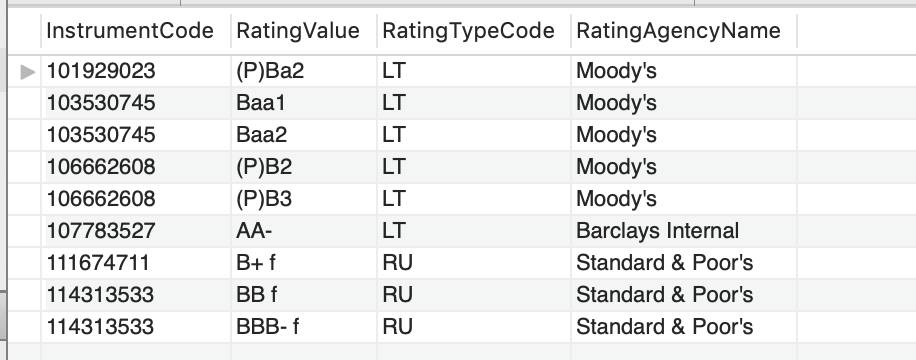 InstrumentCode RatingValue RatingTypeCode RatingAgencyName
101929023 (P)Ba2 LT Moody's
103530745 Baa1 LT Moody's
103530745 Baa2 LT Moody's
106662608 (P)B2 LT Moody's
106662608 (P)B3 LT Moody's
107783527 AA- LT Barclays Internal
111674711 B+ f RU Standard & Poor's
114313533 BB f RU Standard & Poor's
114313533 BBB- f RU Standard & Poor's